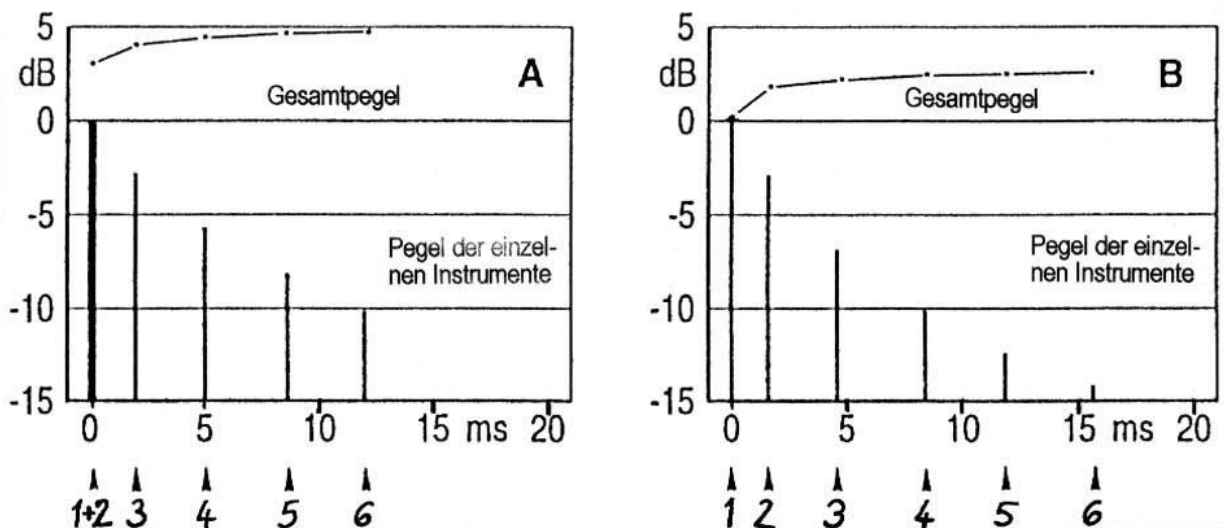 5
dB
0
-5
-10
-15
A
Gesamtpegel
Pegel der einzel-
nen Instrumente
0 5 10 15 ms 20
1+2 3 4 5 6
5
dB
0
-5
-10
-15
B
Gesamtpegel
Pegel der einzel-
nen Instrumente
0 5 10 15 ms 20
1 2 3 4 5 6